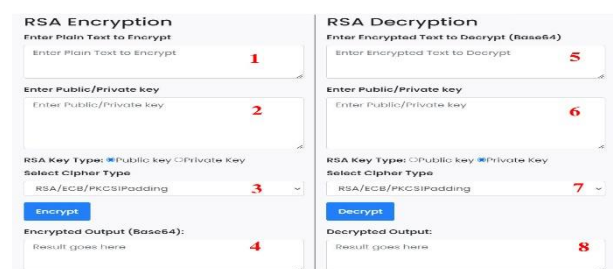 RSA Encryption
Enter Plain Text to Encrypt
Enter Plain Text to Encrypt
1
Enter Public/Private key
Enter Public/Private key
2
RSA Key Type: Public key Private Key
Select Cipher Type
RSA/ECB/PKCS1Padding
3
Encrypt
Encrypted Output (Base64):
Result goes here
4
RSA Decryption
Enter Encrypted Text to Decrypt (Base64)
Enter Encrypted Text to Decrypt
5
Enter Public/Private key
Enter Public/Private key
6
RSA Key Type: Public key Private Key
Select Cipher Type
RSA/ECB/PKCS1Padding
7
Decrypt
Decrypted Output:
Result goes here
8